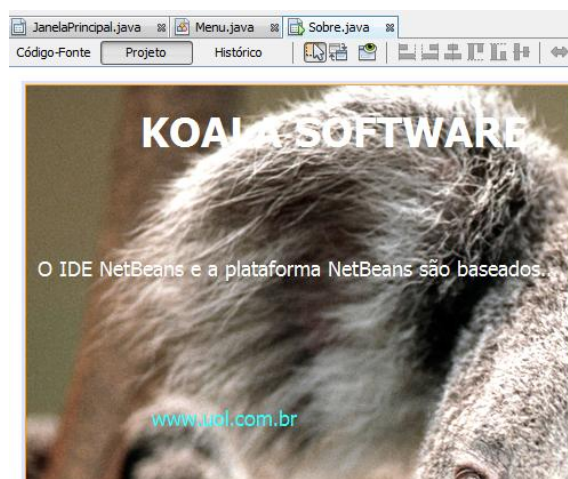 JanelaPrincipal.java Menu.java Sobre.java
Código-Fonte Projeto Histórico
KOALA SOFTWARE
O IDE NetBeans e a plataforma NetBeans são baseados...
www.uol.com.br